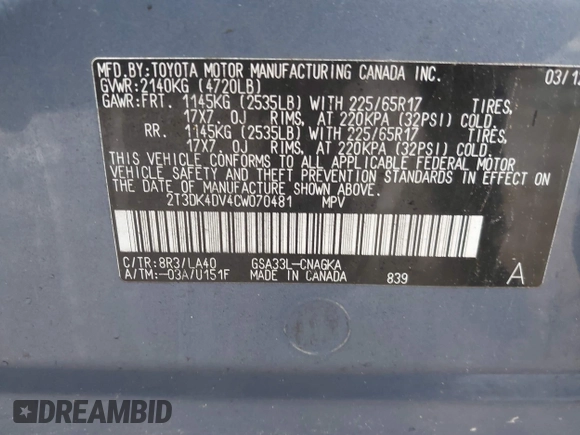 MFD.BY:TOYOTA MOTOR MANUFACTURING CANADA INC. 03/1
GVWR:2140KG (4720LB)
GAWR:FRT. 1145KG (2535LB) WITH 225/65R17 TIRES,
17X7. 0J RIMS, AT 220KPA (32PSI) COLD.
RR. 1145KG (2535LB) WITH 225/65R17 TIRES,
17X7. 0J RIMS, AT 220KPA (32PSI) COLD.
THIS VEHICLE CONFORMS TO ALL APPLICABLE FEDERAL MOTOR
VEHICLE SAFETY AND THEFT PREVENTION STANDARDS IN EFFECT
ON THE DATE OF MANUFACTURE SHOWN ABOVE.
2T3DK4DV4CW070481 MPV
C/TR:8R3/LA40 GSA33L-CNAGKA
A/TM:-03A/U151F MADE IN CANADA 839 A
DREAMBID